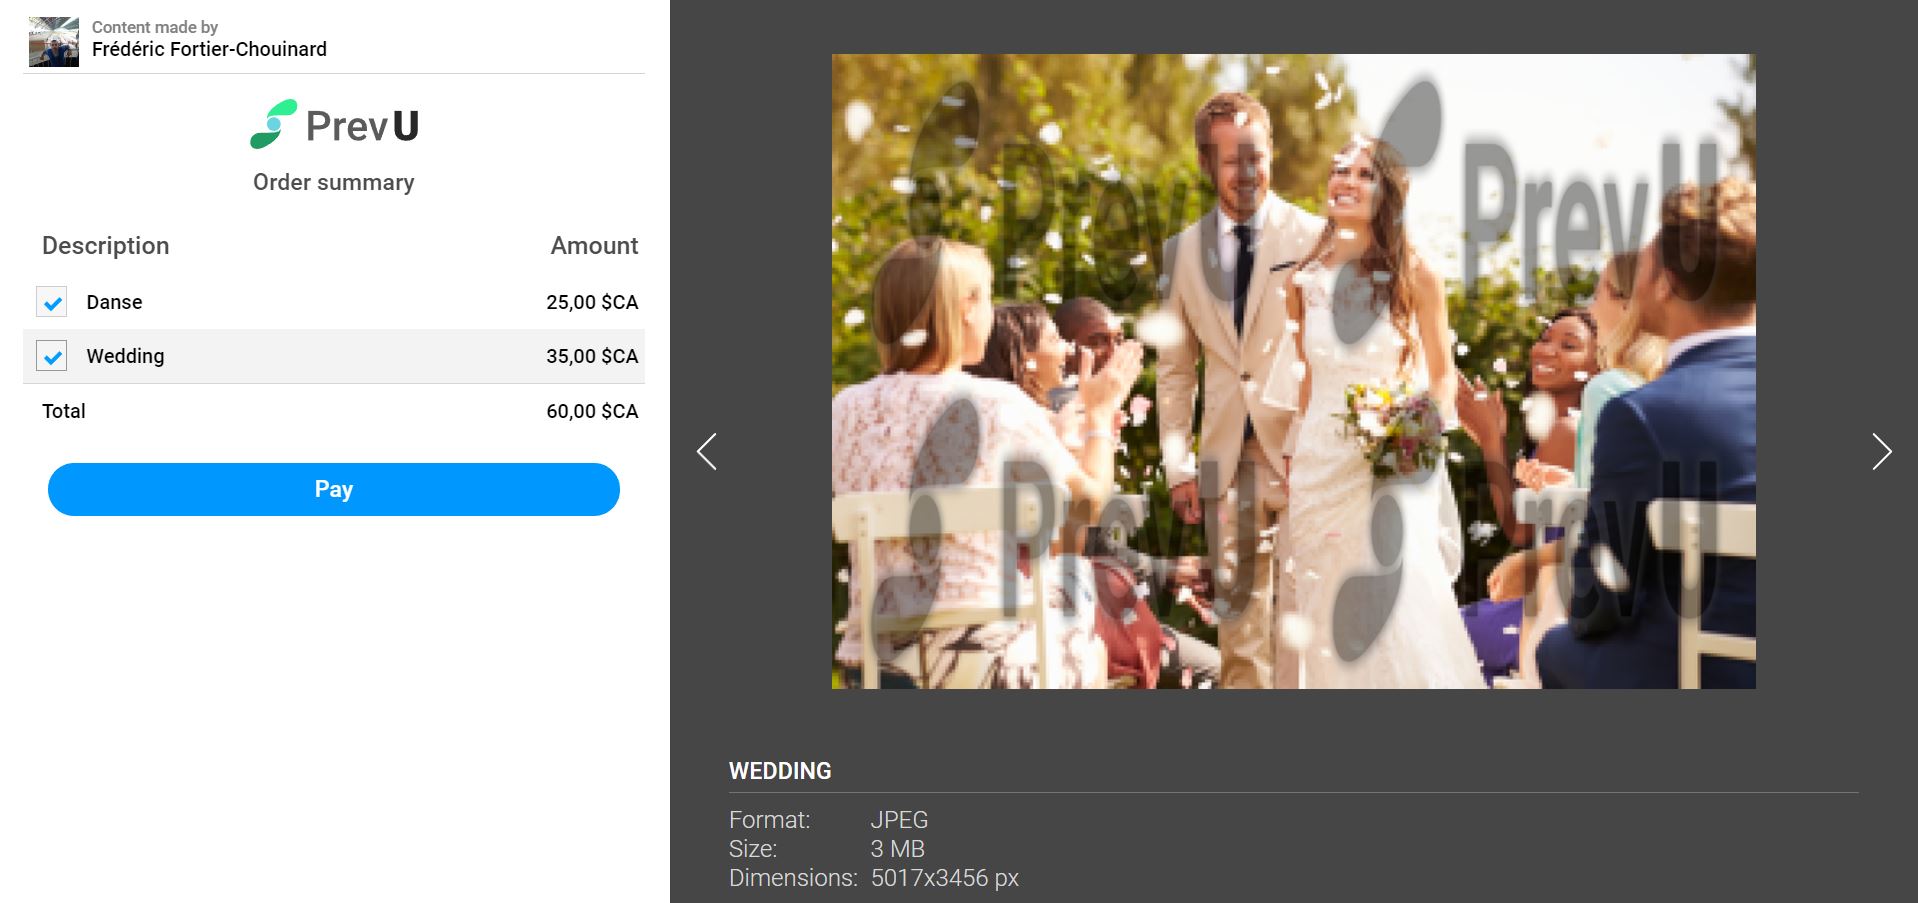 Content made by
Frédéric Fortier-Chouinard
PrevU
Order summary
Description Amount
Danse 25,00 $CA
Wedding 35,00 $CA
Total 60,00 $CA
Pay
PrevU PrevU
PrevU PrevU
WEDDING
Format: JPEG
Size: 3 MB
Dimensions: 5017x3456 px